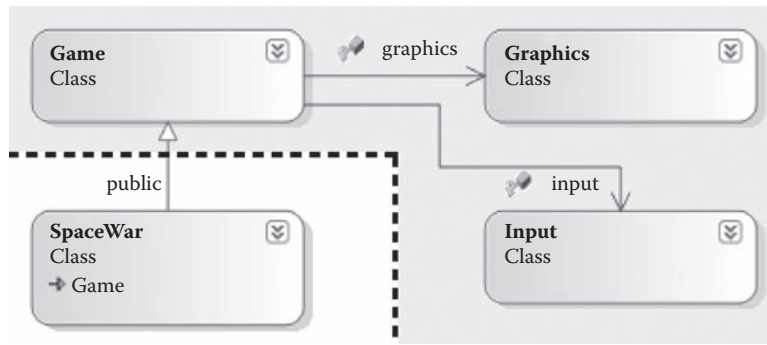 Game
Class
graphics
Graphics
Class
public
input
SpaceWar
Class
Game
Input
Class